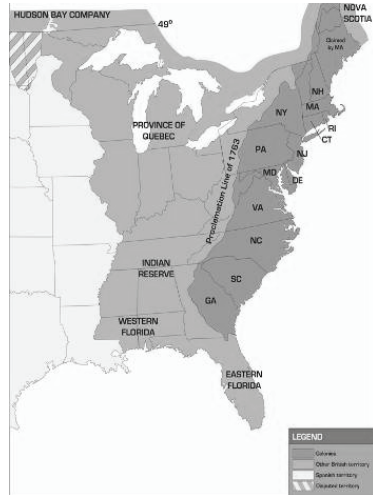 HUDSON BAY COMPANY
49°
NOVA
SCOTIA
Claimed
by MA
NH
NY
MA
PROVINCE OF
QUEBEC
RI
CT
PA
NJ
MD
DE
Proclamation Line of 1763
VA
NC
INDIAN
RESERVE
SC
GA
WESTERN
FLORIDA
EASTERN
FLORIDA
LEGEND
Colonies
Other British territory
Spanish territory
Disputed territory